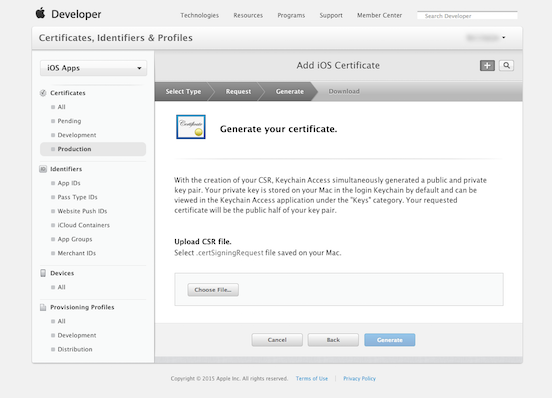 Developer
Technologies Resources Programs Support Member Center Search Developer
Certificates, Identifiers & Profiles
iOS Apps
Add iOS Certificate
Certificates
All
Pending
Development
Production
Identifiers
App IDs
Pass Type IDs
Website Push IDs
iCloud Containers
App Groups
Merchant IDs
Devices
All
Provisioning Profiles
All
Development
Distribution
Select Type Request Generate Download
Certificate
Generate your certificate.
With the creation of your CSR, Keychain Access simultaneously generated a public and private
key pair. Your private key is stored on your Mac in the login Keychain by default and can be
viewed in the Keychain Access application under the "Keys" category. Your requested
certificate will be the public half of your key pair.
Upload CSR file.
Select .certSigningRequest file saved on your Mac.
Choose File...
Cancel Back Generate
Copyright © 2015 Apple Inc. All rights reserved. Terms of Use | Privacy Policy